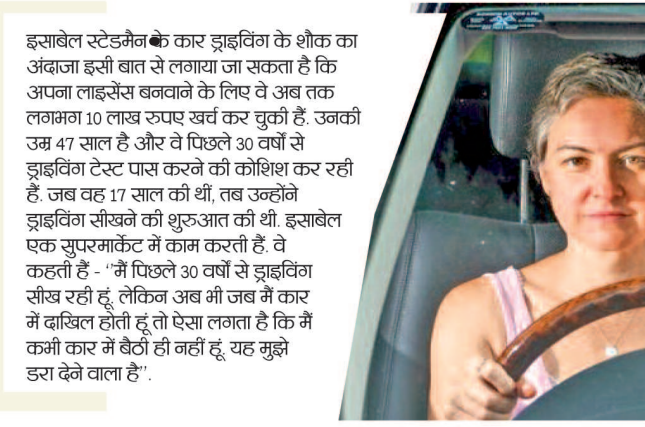 इसाबेल स्टेडमैन के कार ड्राइविंग के शौक का
अंदाजा इसी बात से लगाया जा सकता है कि
अपना लाइसेंस बनवाने के लिए वे अब तक
लगभग 10 लाख रुपए खर्च कर चुकी हैं. उनकी
उम्र 47 साल है और वे पिछले 30 वर्षों से
ड्राइविंग टेस्ट पास करने की कोशिश कर रही
हैं. जब वह 17 साल की थीं, तब उन्होंने
ड्राइविंग सीखने की शुरुआत की थी. इसाबेल
एक सुपरमार्केट में काम करती हैं. वे
कहती हैं - ‘‘मैं पिछले 30 वर्षों से ड्राइविंग
सीख रही हूं. लेकिन अब भी जब मैं कार
में दाखिल होती हूं तो ऐसा लगता है कि मैं
कभी कार में बैठी ही नहीं हूं. यह मुझे
डरा देने वाला है’’.